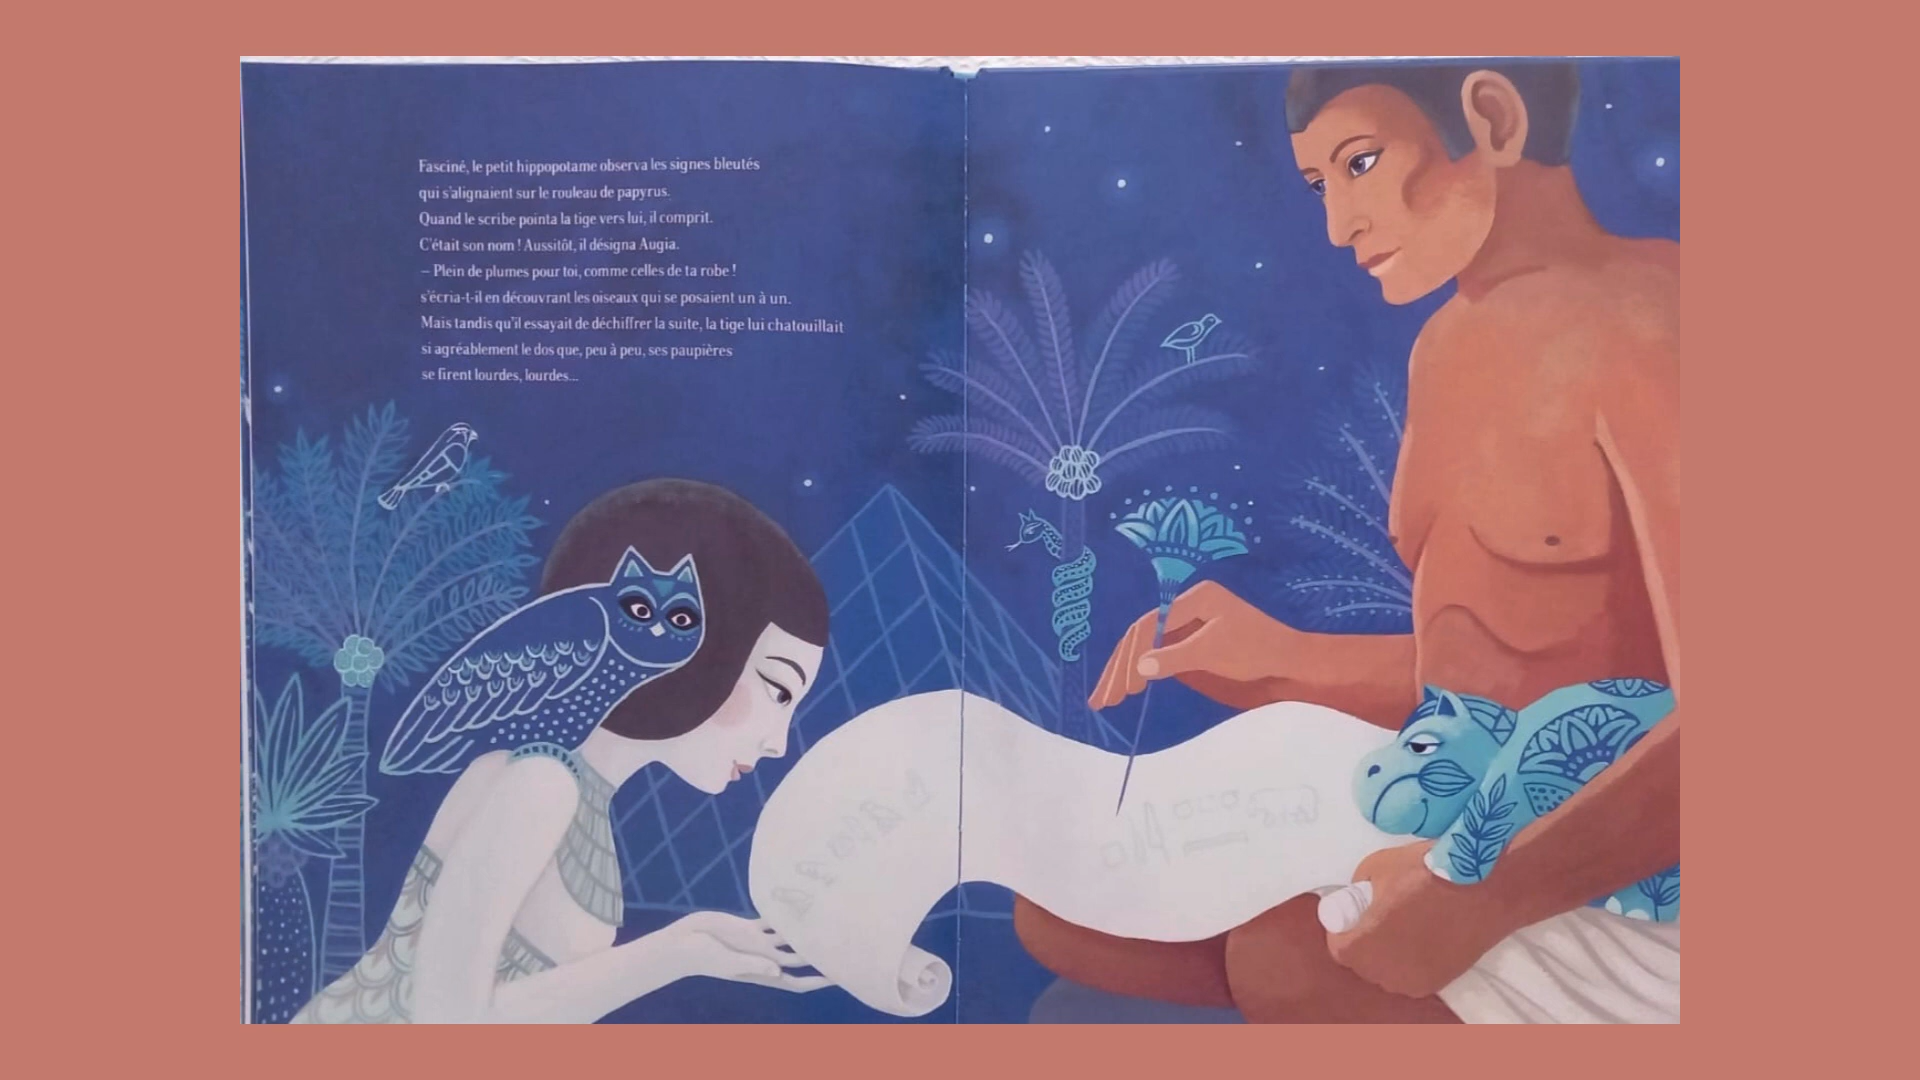 Fasciné, le petit hippopotame observa les signes bleutés
qui s'alignaient sur le rouleau de papyrus.
Quand le scribe pointa la tige vers lui, il comprit.
C'était son nom ! Aussitôt, il désigna Augia.
– Plein de plumes pour toi, comme celles de ta robe !
s'écria-t-il en découvrant les oiseaux qui se posaient un à un.
Mais tandis qu'il essayait de déchiffrer la suite, la tige lui chatouillait
si agréablement le dos que, peu à peu, ses paupières
se firent lourdes, lourdes...